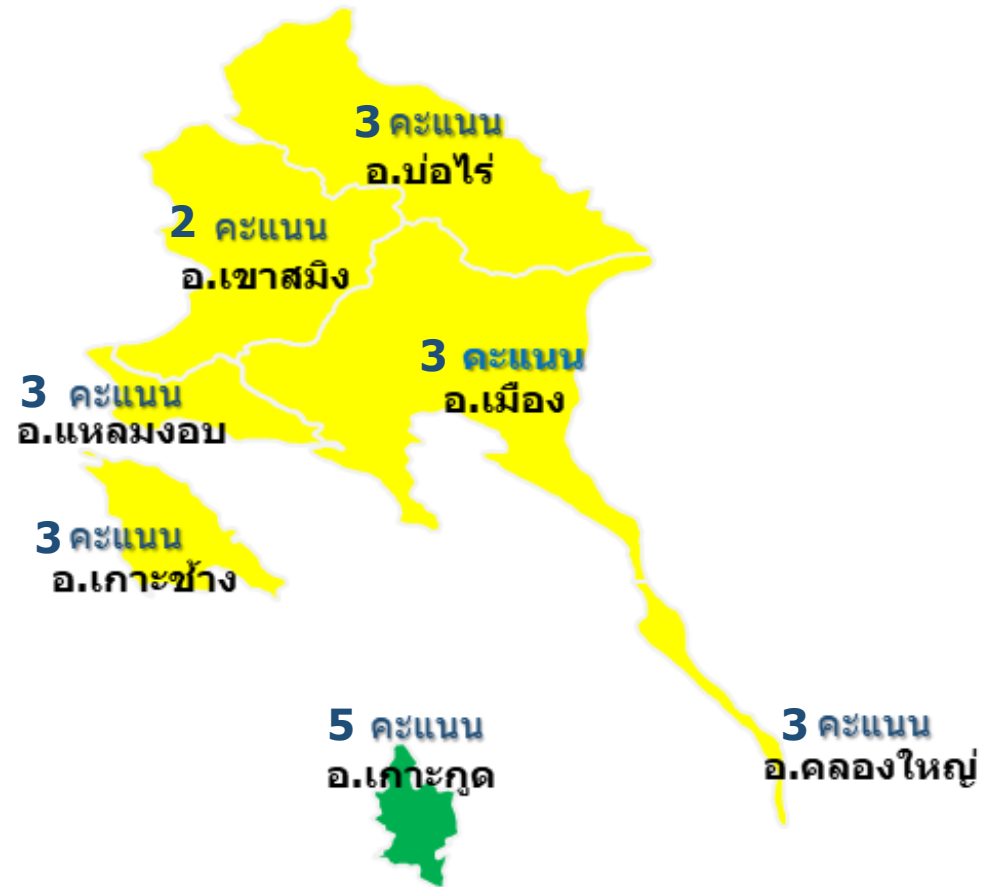 3 คะแนน
อ.บ่อไร่
2 คะแนน
อ.เขาสมิง
3 คะแนน
อ.เมือง
3 คะแนน
อ.แหลมงอบ
3 คะแนน
อ.เกาะช้าง
5 คะแนน
อ.เกาะกูด
3 คะแนน
อ.คลองใหญ่